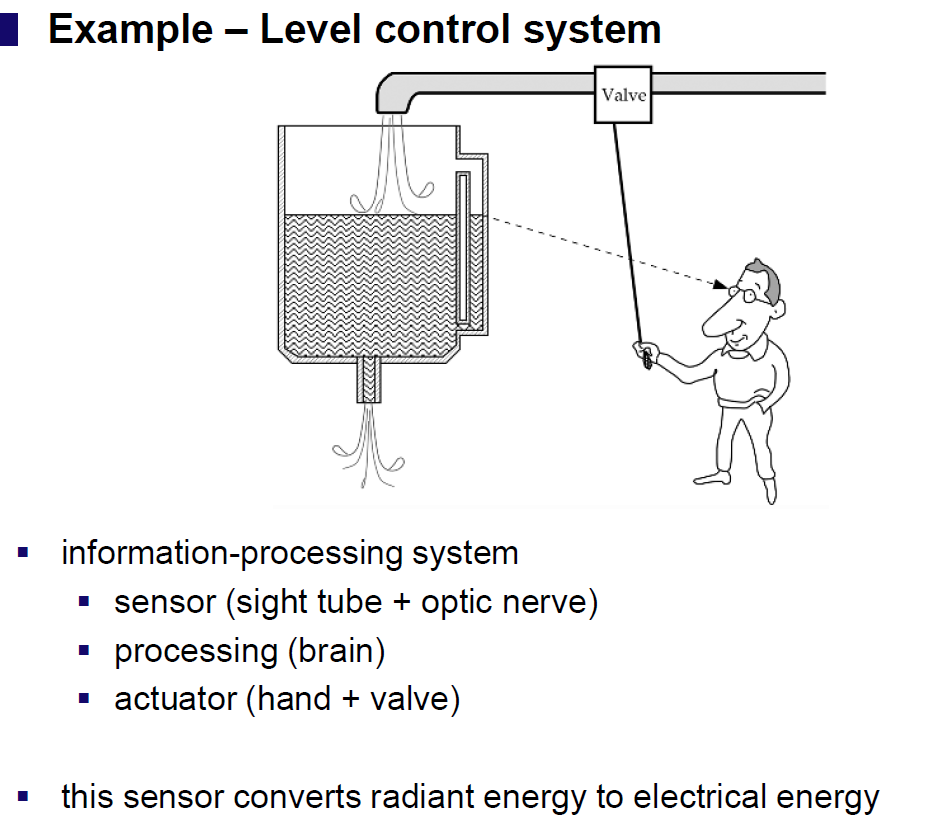 Example – Level control system
Valve
information-processing system
sensor (sight tube + optic nerve)
processing (brain)
actuator (hand + valve)
this sensor converts radiant energy to electrical energy